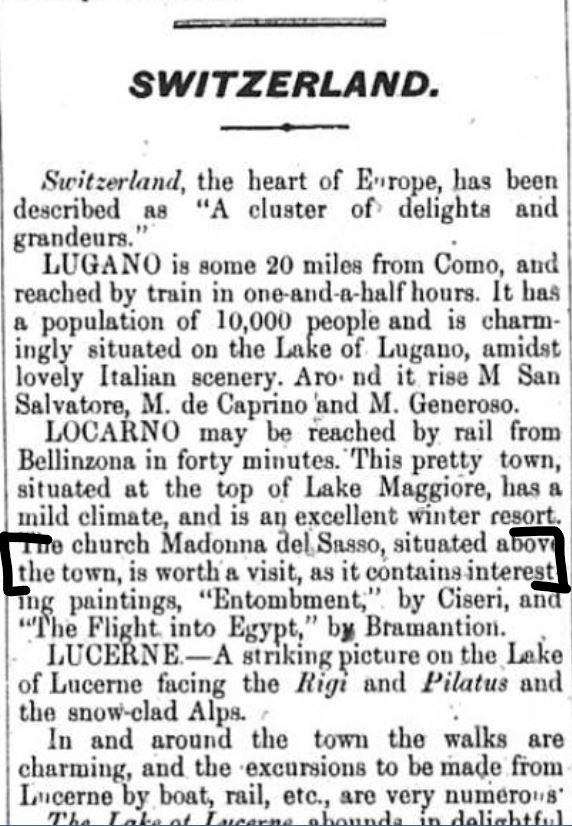 SWITZERLAND.
Switzerland, the heart of Europe, has been
described as "A cluster of delights and
grandeurs."
LUGANO is some 20 miles from Como, and
reached by train in one-and-a-half hours. It has
a population of 10,000 people and is charm-
ingly situated on the Lake of Lugano, amidst
lovely Italian scenery. Around it rise M San
Salvatore, M. de Caprino and M. Generoso.
LOCARNO may be reached by rail from
Bellinzona in forty minutes. This pretty town,
situated at the top of Lake Maggiore, has a
mild climate, and is an excellent winter resort.
The church Madonna del Sasso, situated above
the town, is worth a visit, as it contains interest-
ing paintings, "Entombment," by Ciseri, and
"The Flight into Egypt," by Bramantion.
LUCERNE.—A striking picture on the Lake
of Lucerne facing the Rigi and Pilatus and
the snow-clad Alps.
In and around the town the walks are
charming, and the excursions to be made from
Lucerne by boat, rail, etc., are very numerous
The Lake of Lucerne abounds in delightful